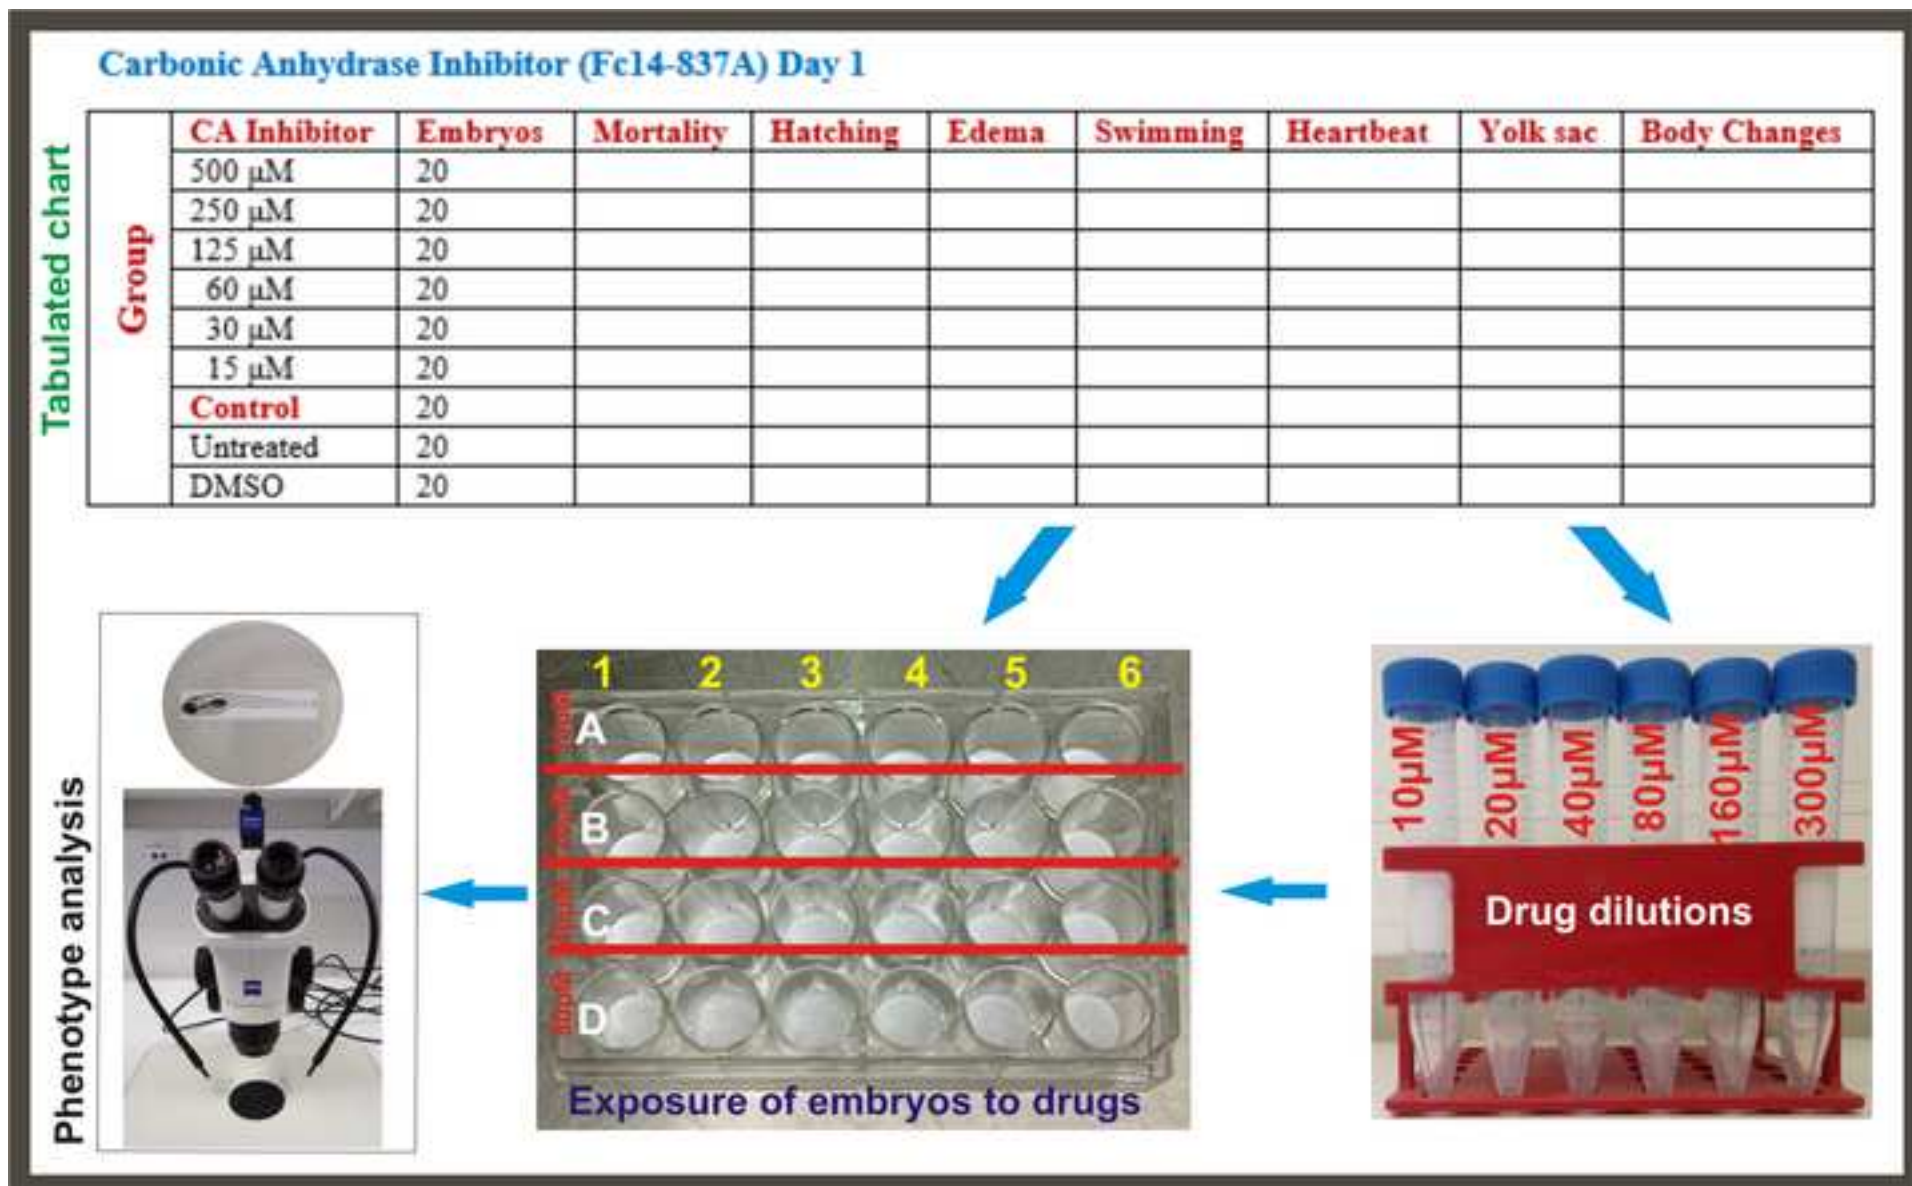 Carbonic Anhydrase Inhibitor (Fc14-837A) Day 1
Tabulated chart
Group
CA Inhibitor Embryos Mortality Hatching Edema Swimming Heartbeat Yolk sac Body Changes
500 µM 20
250 µM 20
125 µM 20
60 µM 20
30 µM 20
15 µM 20
Control 20
Untreated 20
DMSO 20
Phenotype analysis
1 2 3 4 5 6
A
B
C
D
Exposure of embryos to drugs
10µM 20µM 40µM 80µM 160µM 300µM
Drug dilutions